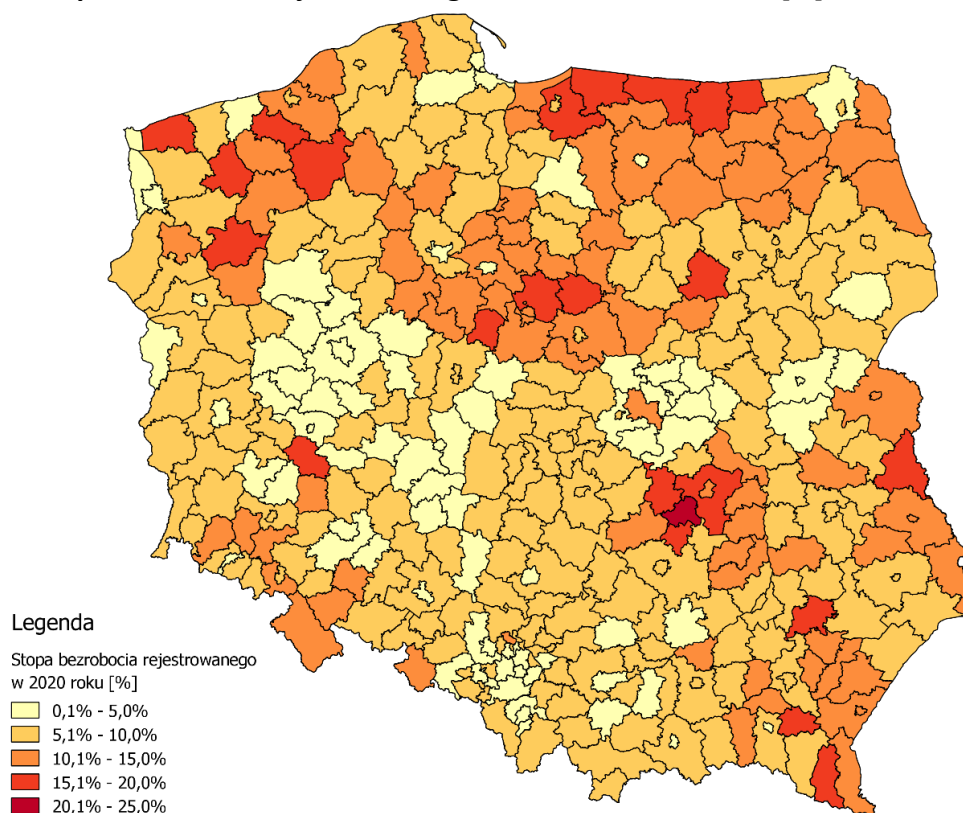 Legenda
Stopa bezrobocia rejestrowanego
w 2020 roku [%]
0,1% - 5,0%
5,1% - 10,0%
10,1% - 15,0%
15,1% - 20,0%
20,1% - 25,0%